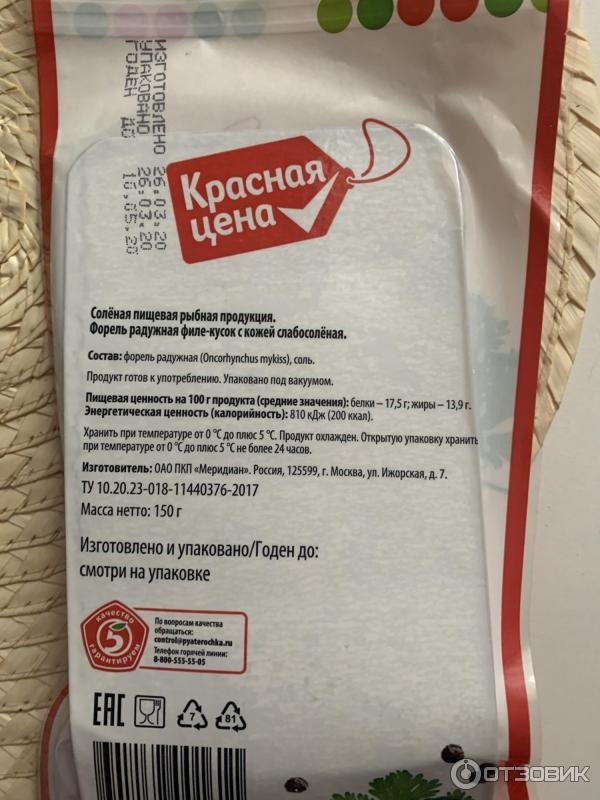 ИЗГОТОВЛЕНО 26.03.20
УПАКОВАНО 26.03.20
ГОДЕН ДО 10.05.20
Красная
цена
Солёная пищевая рыбная продукция.
Форель радужная филе-кусок с кожей слабосолёная.
Состав: форель радужная (Oncorhynchus mykiss), соль.
Продукт готов к употреблению. Упаковано под вакуумом.
Пищевая ценность на 100 г продукта (средние значения): белки – 17,5 г; жиры – 13,9 г.
Энергетическая ценность (калорийность): 810 кДж (200 ккал).
Хранить при температуре от 0 °С до плюс 5 °С. Продукт охлажден. Открытую упаковку хранить
при температуре от 0 °С до плюс 5 °С не более 24 часов.
Изготовитель: ОАО ПКП «Меридиан». Россия, 125599, г. Москва, ул. Ижорская, д. 7.
ТУ 10.20.23-018-11440376-2017
Масса нетто: 150 г
Изготовлено и упаковано/Годен до:
смотри на упаковке
качество
5
гарантируем
По вопросам качества
обращаться:
control@pyaterochka.ru
Телефон горячей линии:
8-800-555-55-05
EAC
7
81
ОТЗОВИК